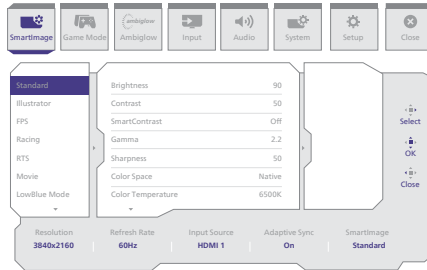 SmartImage
Game Mode
ambiglow
Ambiglow
Input
Audio
System
Setup
Close
Standard
Illustrator
FPS
Racing
RTS
Movie
LowBlue Mode
Brightness 90
Contrast 50
SmartContrast Off
Gamma 2.2
Sharpness 50
Color Space Native
Color Temperature 6500K
Select
OK
Close
Resolution
3840x2160
Refresh Rate
60Hz
Input Source
HDMI 1
Adaptive Sync
On
SmartImage
Standard